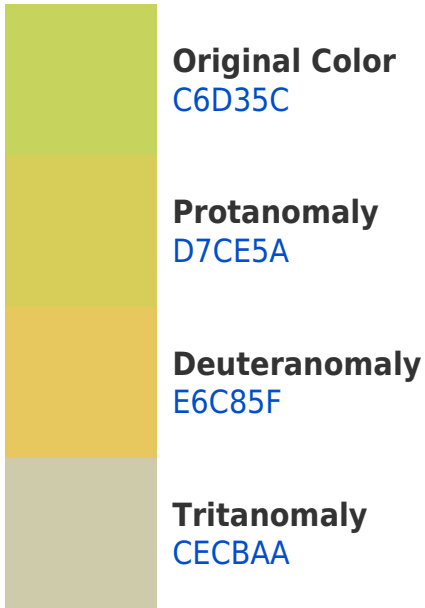 Original Color
C6D35C
Protanomaly
D7CE5A
Deuteranomaly
E6C85F
Tritanomaly
CECBAA